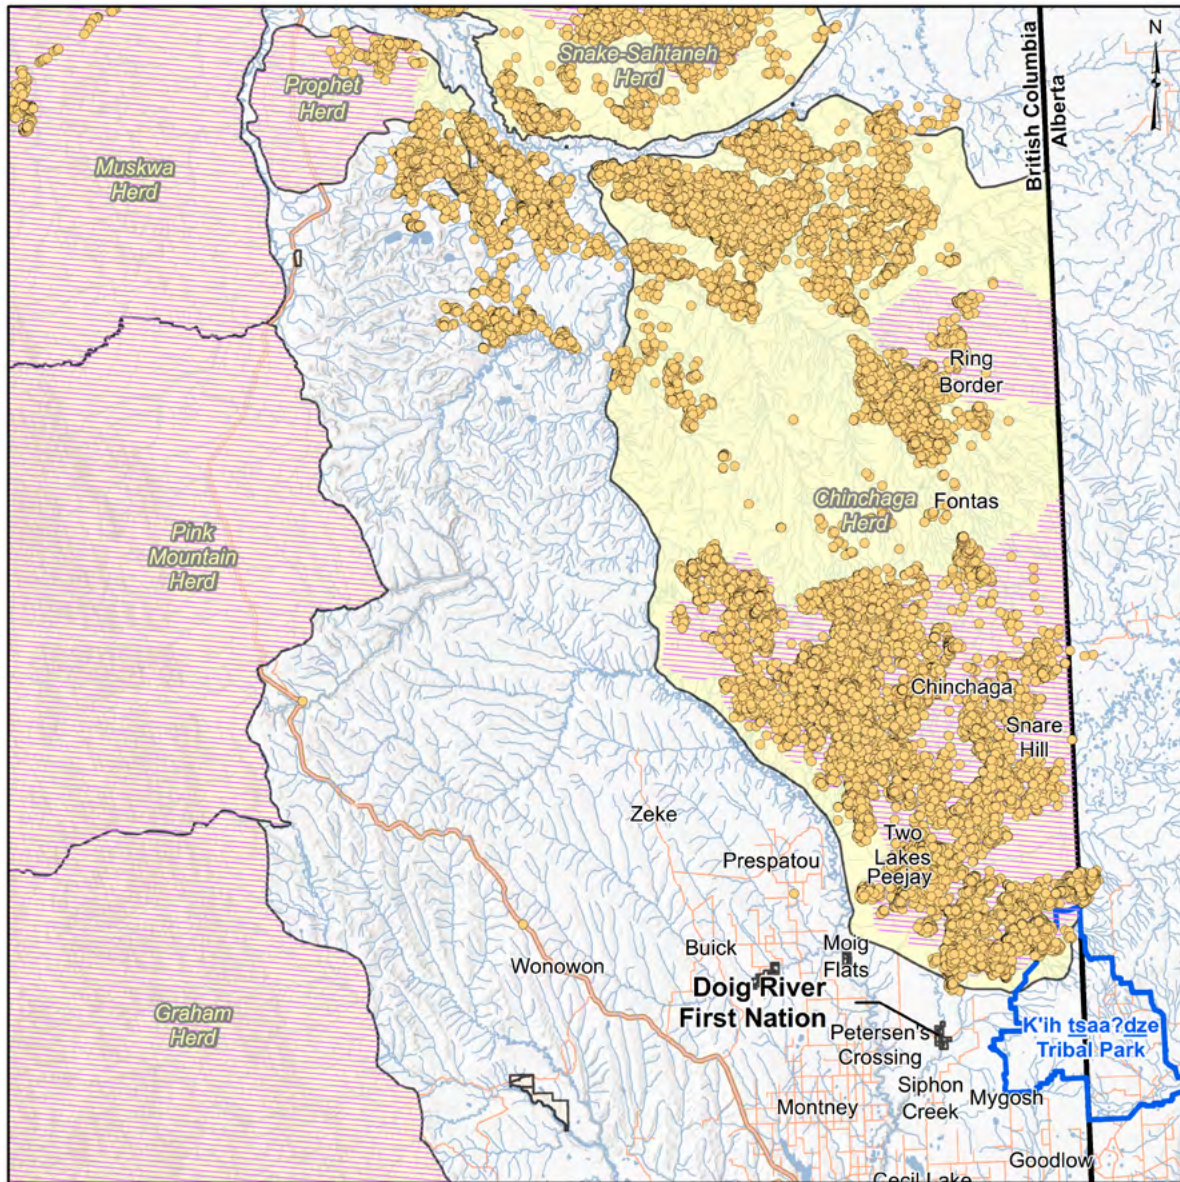 Snake-Sahtaneh
Herd
N
British Columbia
Alberta
Prophet
Herd
Muskwa
Herd
Ring
Border
Chinchaga
Herd
Fontas
Pink
Mountain
Herd
Chinchaga
Snare
Hill
Zeke
Two
Lakes
Prespatou
Peejay
Buick
Moig
Flats
Wonowon
Doig River
First Nation
Graham
Herd
Petersen's
Crossing
K'ih tsaa?dze
Tribal Park
Siphon
Creek
Mygosh
Montney
Goodlow
Cecil Lake